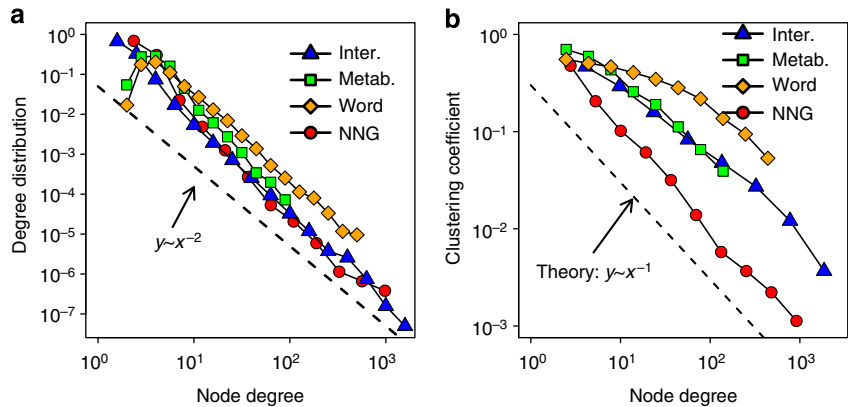 a
Degree distribution
10⁰
10⁻¹
10⁻²
10⁻³
10⁻⁴
10⁻⁵
10⁻⁶
10⁻⁷
Inter.
Metab.
Word
NNG
y~x⁻²
10⁰ 10¹ 10² 10³
Node degree
b
Clustering coefficient
10⁰
10⁻¹
10⁻²
10⁻³
Inter.
Metab.
Word
NNG
Theory: y~x⁻¹
10⁰ 10¹ 10² 10³
Node degree